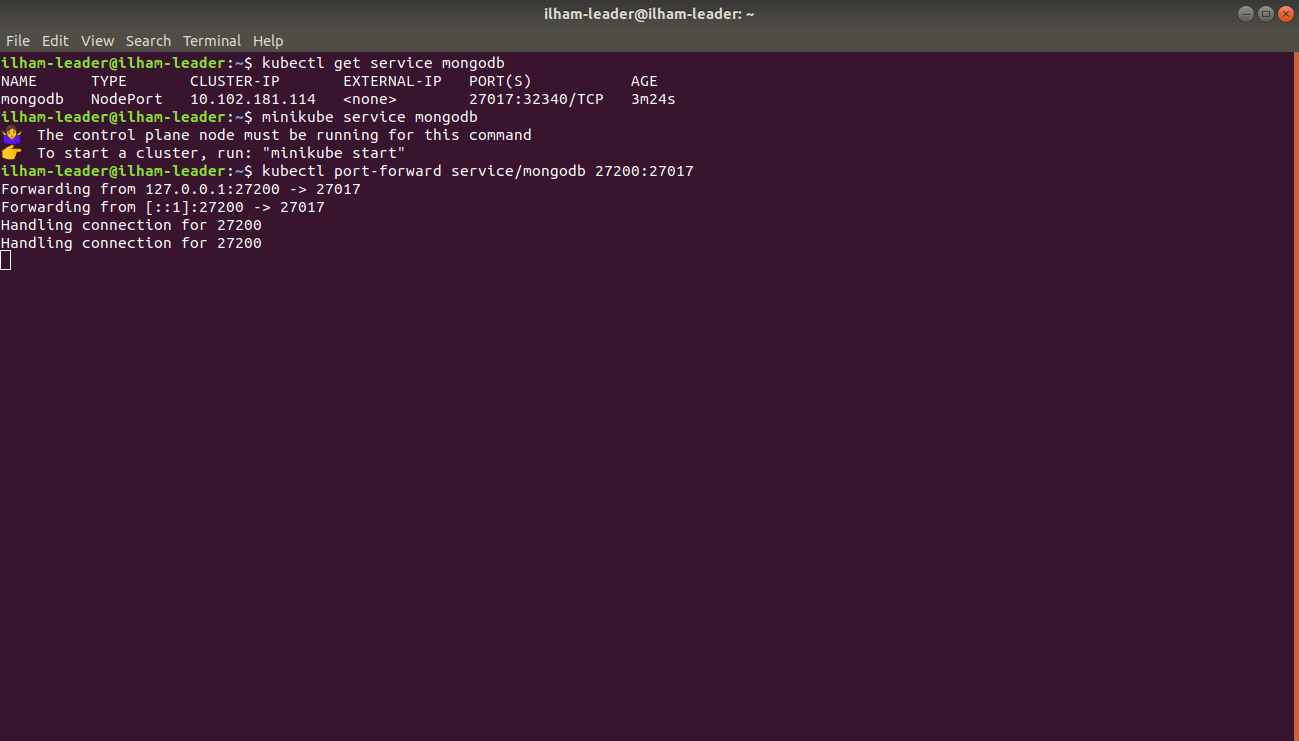 ilham-leader@ilham-leader: ~
File Edit View Search Terminal Help
ilham-leader@ilham-leader:~$ kubectl get service mongodb
NAME      TYPE       CLUSTER-IP       EXTERNAL-IP   PORT(S)           AGE
mongodb   NodePort   10.102.181.114   <none>        27017:32340/TCP   3m24s
ilham-leader@ilham-leader:~$ minikube service mongodb
🤷 The control plane node must be running for this command
👉 To start a cluster, run: "minikube start"
ilham-leader@ilham-leader:~$ kubectl port-forward service/mongodb 27200:27017
Forwarding from 127.0.0.1:27200 -> 27017
Forwarding from [::1]:27200 -> 27017
Handling connection for 27200
Handling connection for 27200